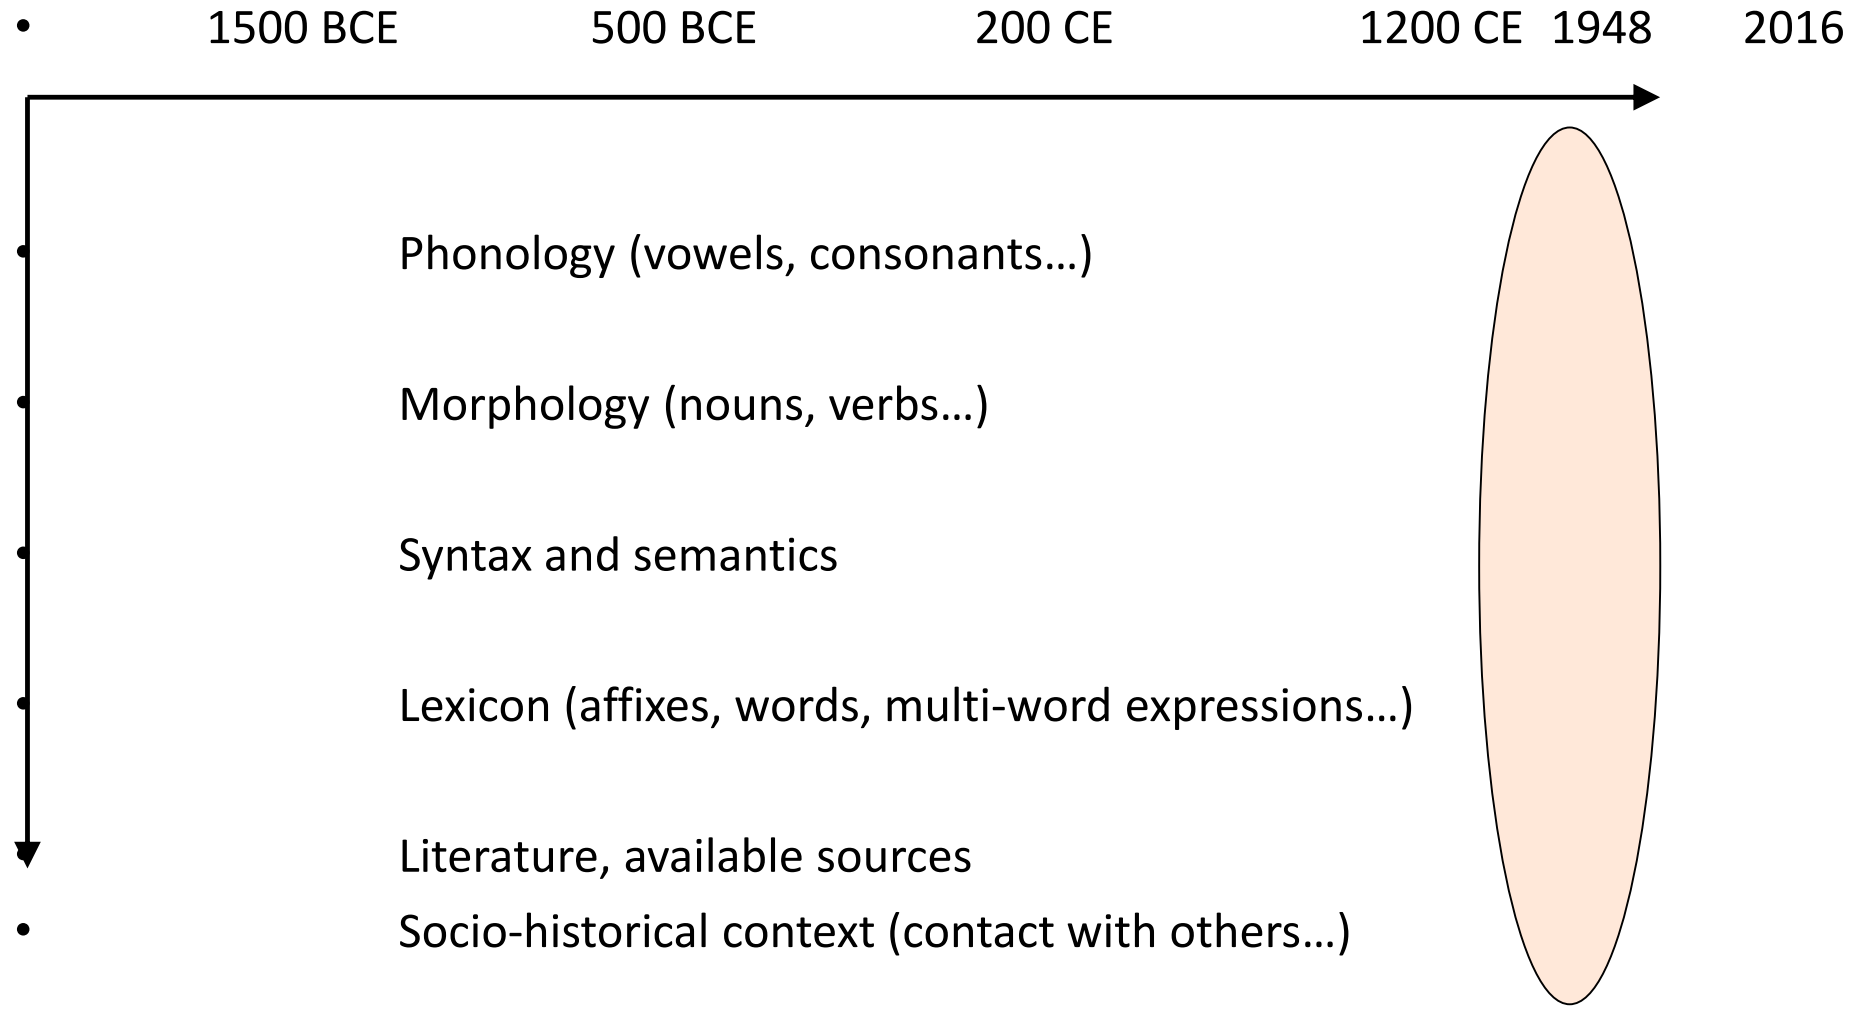 • 1500 BCE 500 BCE 200 CE 1200 CE 1948 2016
• Phonology (vowels, consonants…)
• Morphology (nouns, verbs…)
• Syntax and semantics
• Lexicon (affixes, words, multi-word expressions…)
• Literature, available sources
• Socio-historical context (contact with others…)